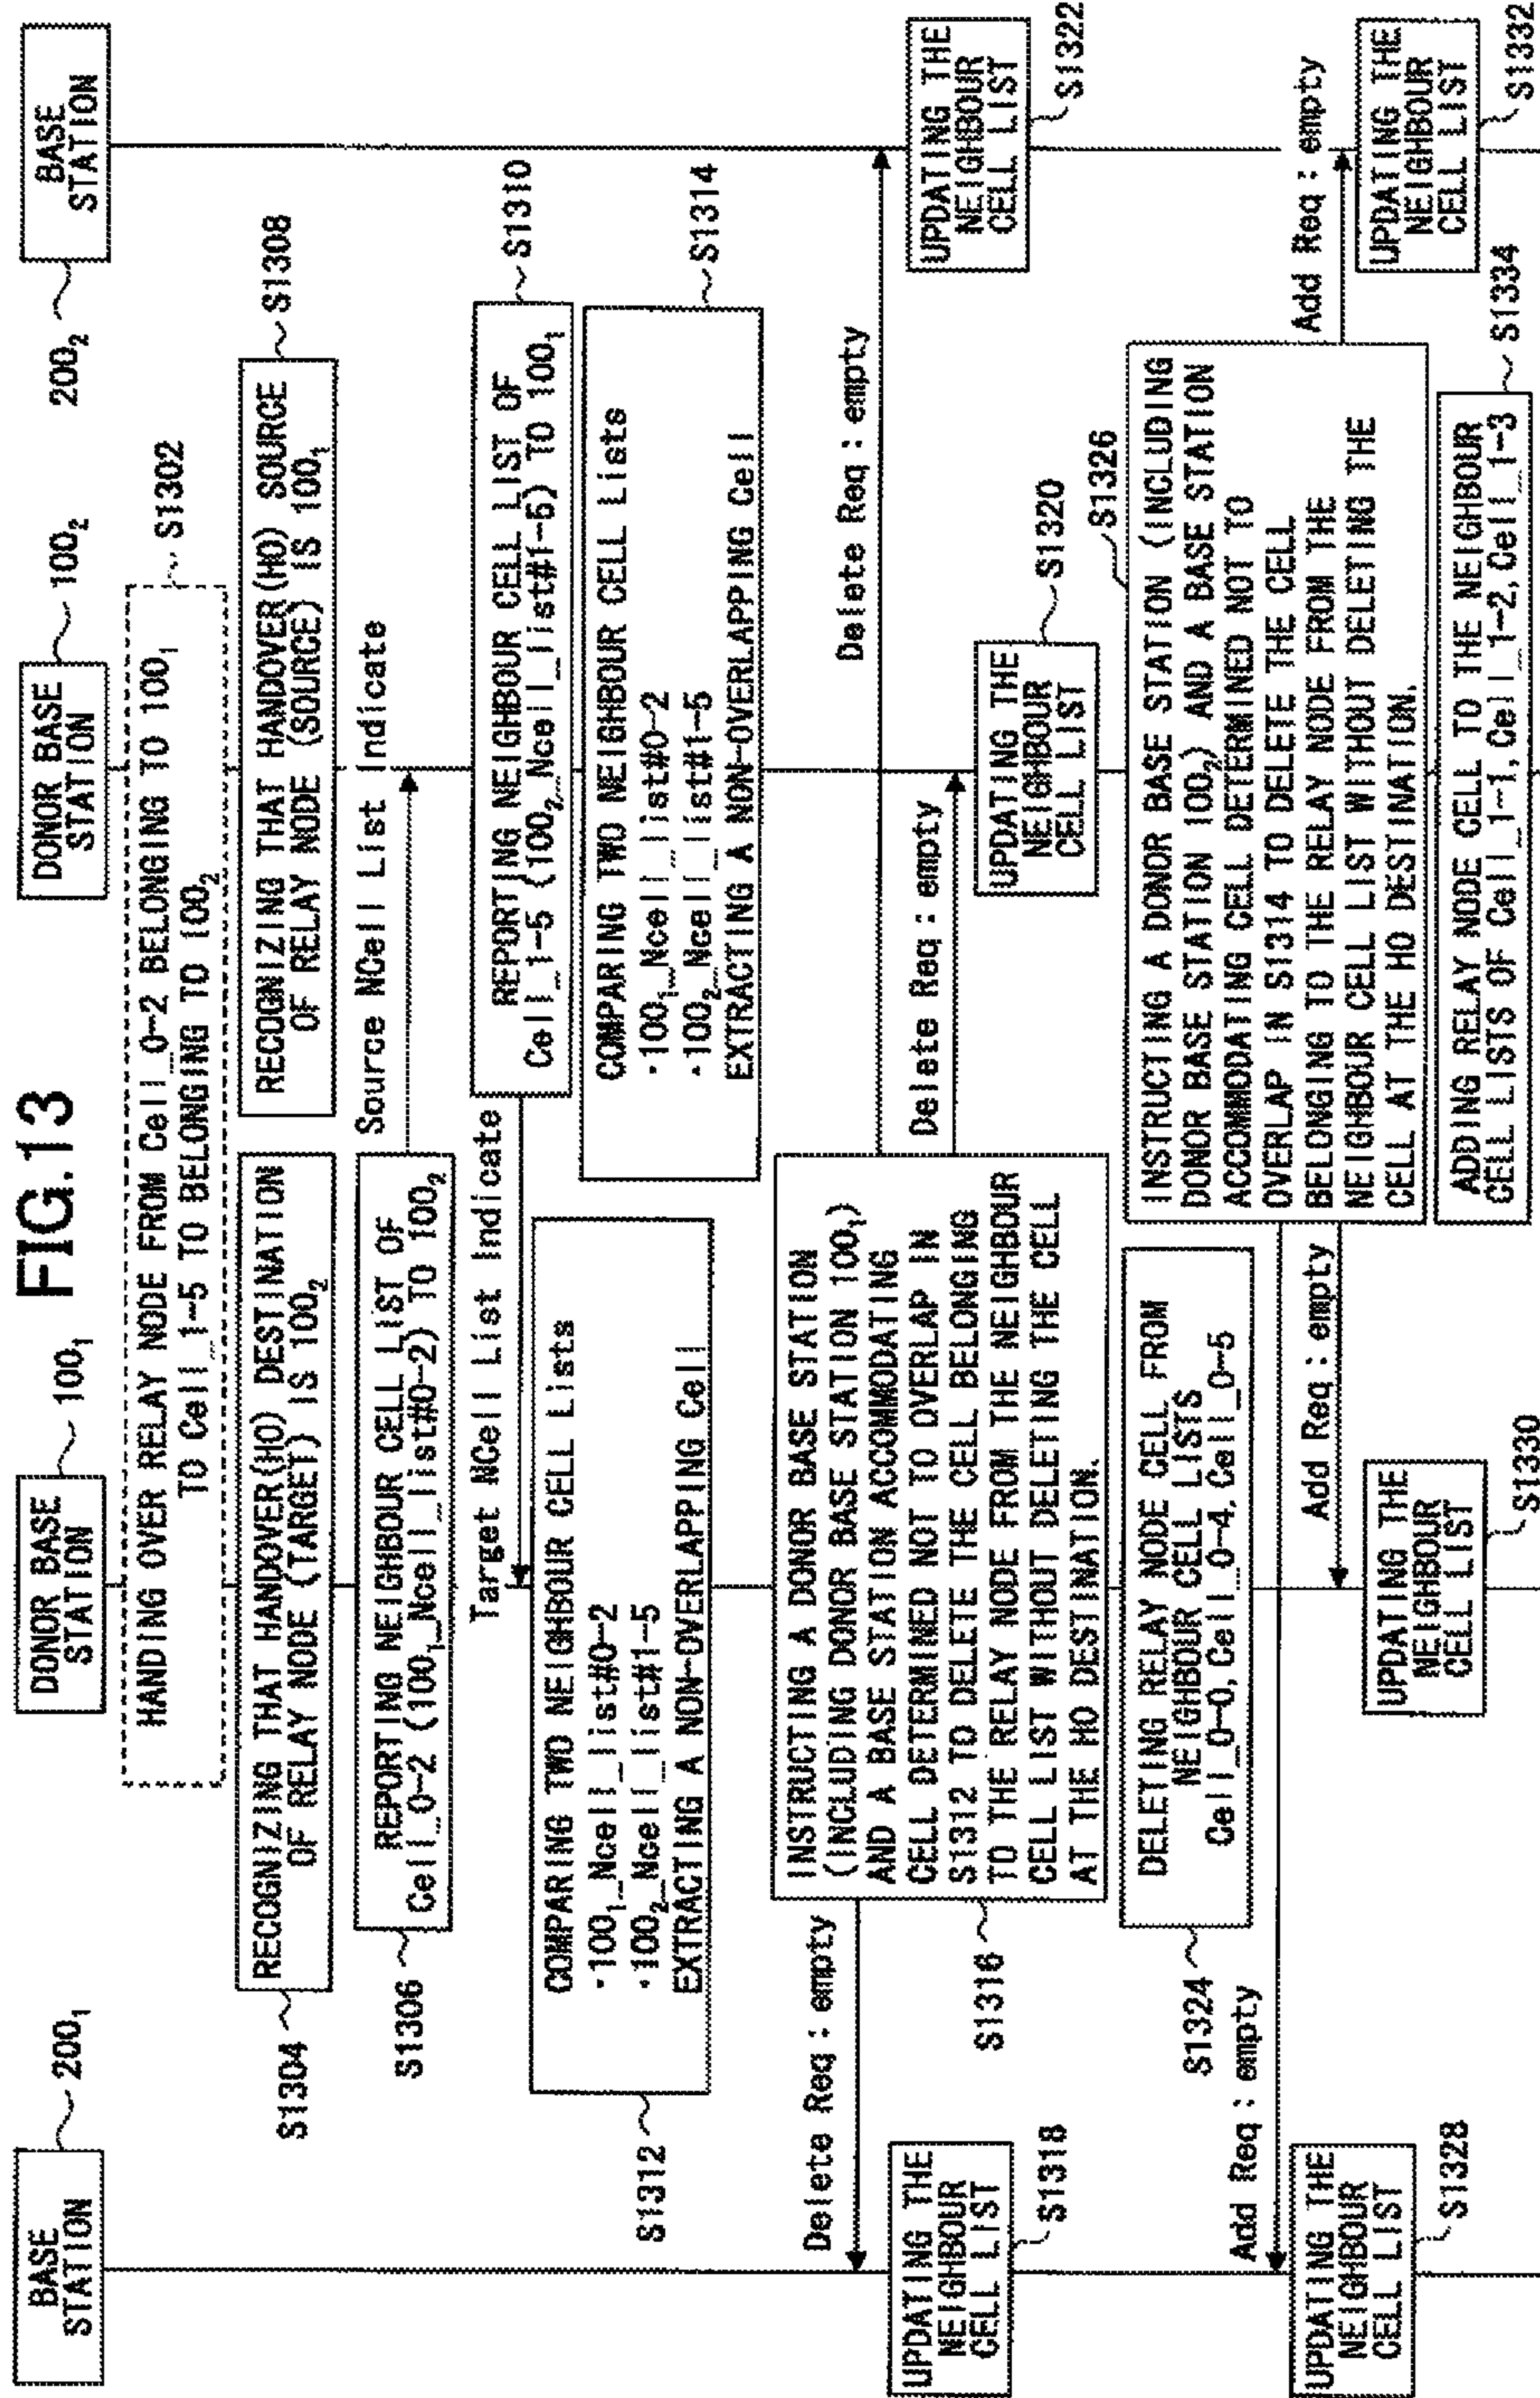 FIG.13
BASE
STATION
200₁
DONOR BASE
STATION
100₁
DONOR BASE
STATION
100₂
BASE
STATION
200₂
HANDING OVER RELAY NODE FROM Cell_0-2 BELONGING TO 100₁
TO Cell_1-5 TO BELONGING TO 100₂
S1302
RECOGNIZING THAT HANDOVER(HO) DESTINATION
OF RELAY NODE (TARGET) IS 100₂
S1304
RECOGNIZING THAT HANDOVER(HO) SOURCE
OF RELAY NODE (SOURCE) IS 100₁
S1308
REPORTING NEIGHBOUR CELL LIST OF
Cell_0-2 (100₁_Ncell_list#0-2) TO 100₂
S1306
Source NCell List Indicate
REPORTING NEIGHBOUR CELL LIST OF
Cell_1-5 (100₂_Ncell_list#1-5) TO 100₁
S1310
Target NCell List Indicate
COMPARING TWO NEIGHBOUR CELL Lists
·100₁_Ncell_list#0-2
·100₂_Ncell_list#1-5
EXTRACTING A NON-OVERLAPPING Cell
S1312
COMPARING TWO NEIGHBOUR CELL Lists
·100₁_Ncell_list#0-2
·100₂_Ncell_list#1-5
EXTRACTING A NON-OVERLAPPING Cell
S1314
INSTRUCTING A DONOR BASE STATION
(INCLUDING DONOR BASE STATION 100₁)
AND A BASE STATION ACCOMMODATING
CELL DETERMINED NOT TO OVERLAP IN
S1312 TO DELETE THE CELL BELONGING
TO THE RELAY NODE FROM THE NEIGHBOUR
CELL LIST WITHOUT DELETING THE CELL
AT THE HO DESTINATION.
S1316
Delete Req : empty
Delete Req : empty
Delete Req : empty
UPDATING THE
NEIGHBOUR
CELL LIST
S1318
UPDATING THE
NEIGHBOUR
CELL LIST
S1320
UPDATING THE
NEIGHBOUR
CELL LIST
S1322
DELETING RELAY NODE CELL FROM
NEIGHBOUR CELL LISTS
Cell_0-0, Cell_0-4, Cell_0-5
S1324
INSTRUCTING A DONOR BASE STATION (INCLUDING
DONOR BASE STATION 100₂) AND A BASE STATION
ACCOMMODATING CELL DETERMINED NOT TO
OVERLAP IN S1314 TO DELETE THE CELL
BELONGING TO THE RELAY NODE FROM THE
NEIGHBOUR CELL LIST WITHOUT DELETING THE
CELL AT THE HO DESTINATION.
S1326
Add Req : empty
Add Req : empty
Add Req : empty
UPDATING THE
NEIGHBOUR
CELL LIST
S1328
UPDATING THE
NEIGHBOUR
CELL LIST
S1330
UPDATING THE
NEIGHBOUR
CELL LIST
S1332
ADDING RELAY NODE CELL TO THE NEIGHBOUR
CELL LISTS OF Cell_1-1, Cell_1-2, Cell_1-3
S1334